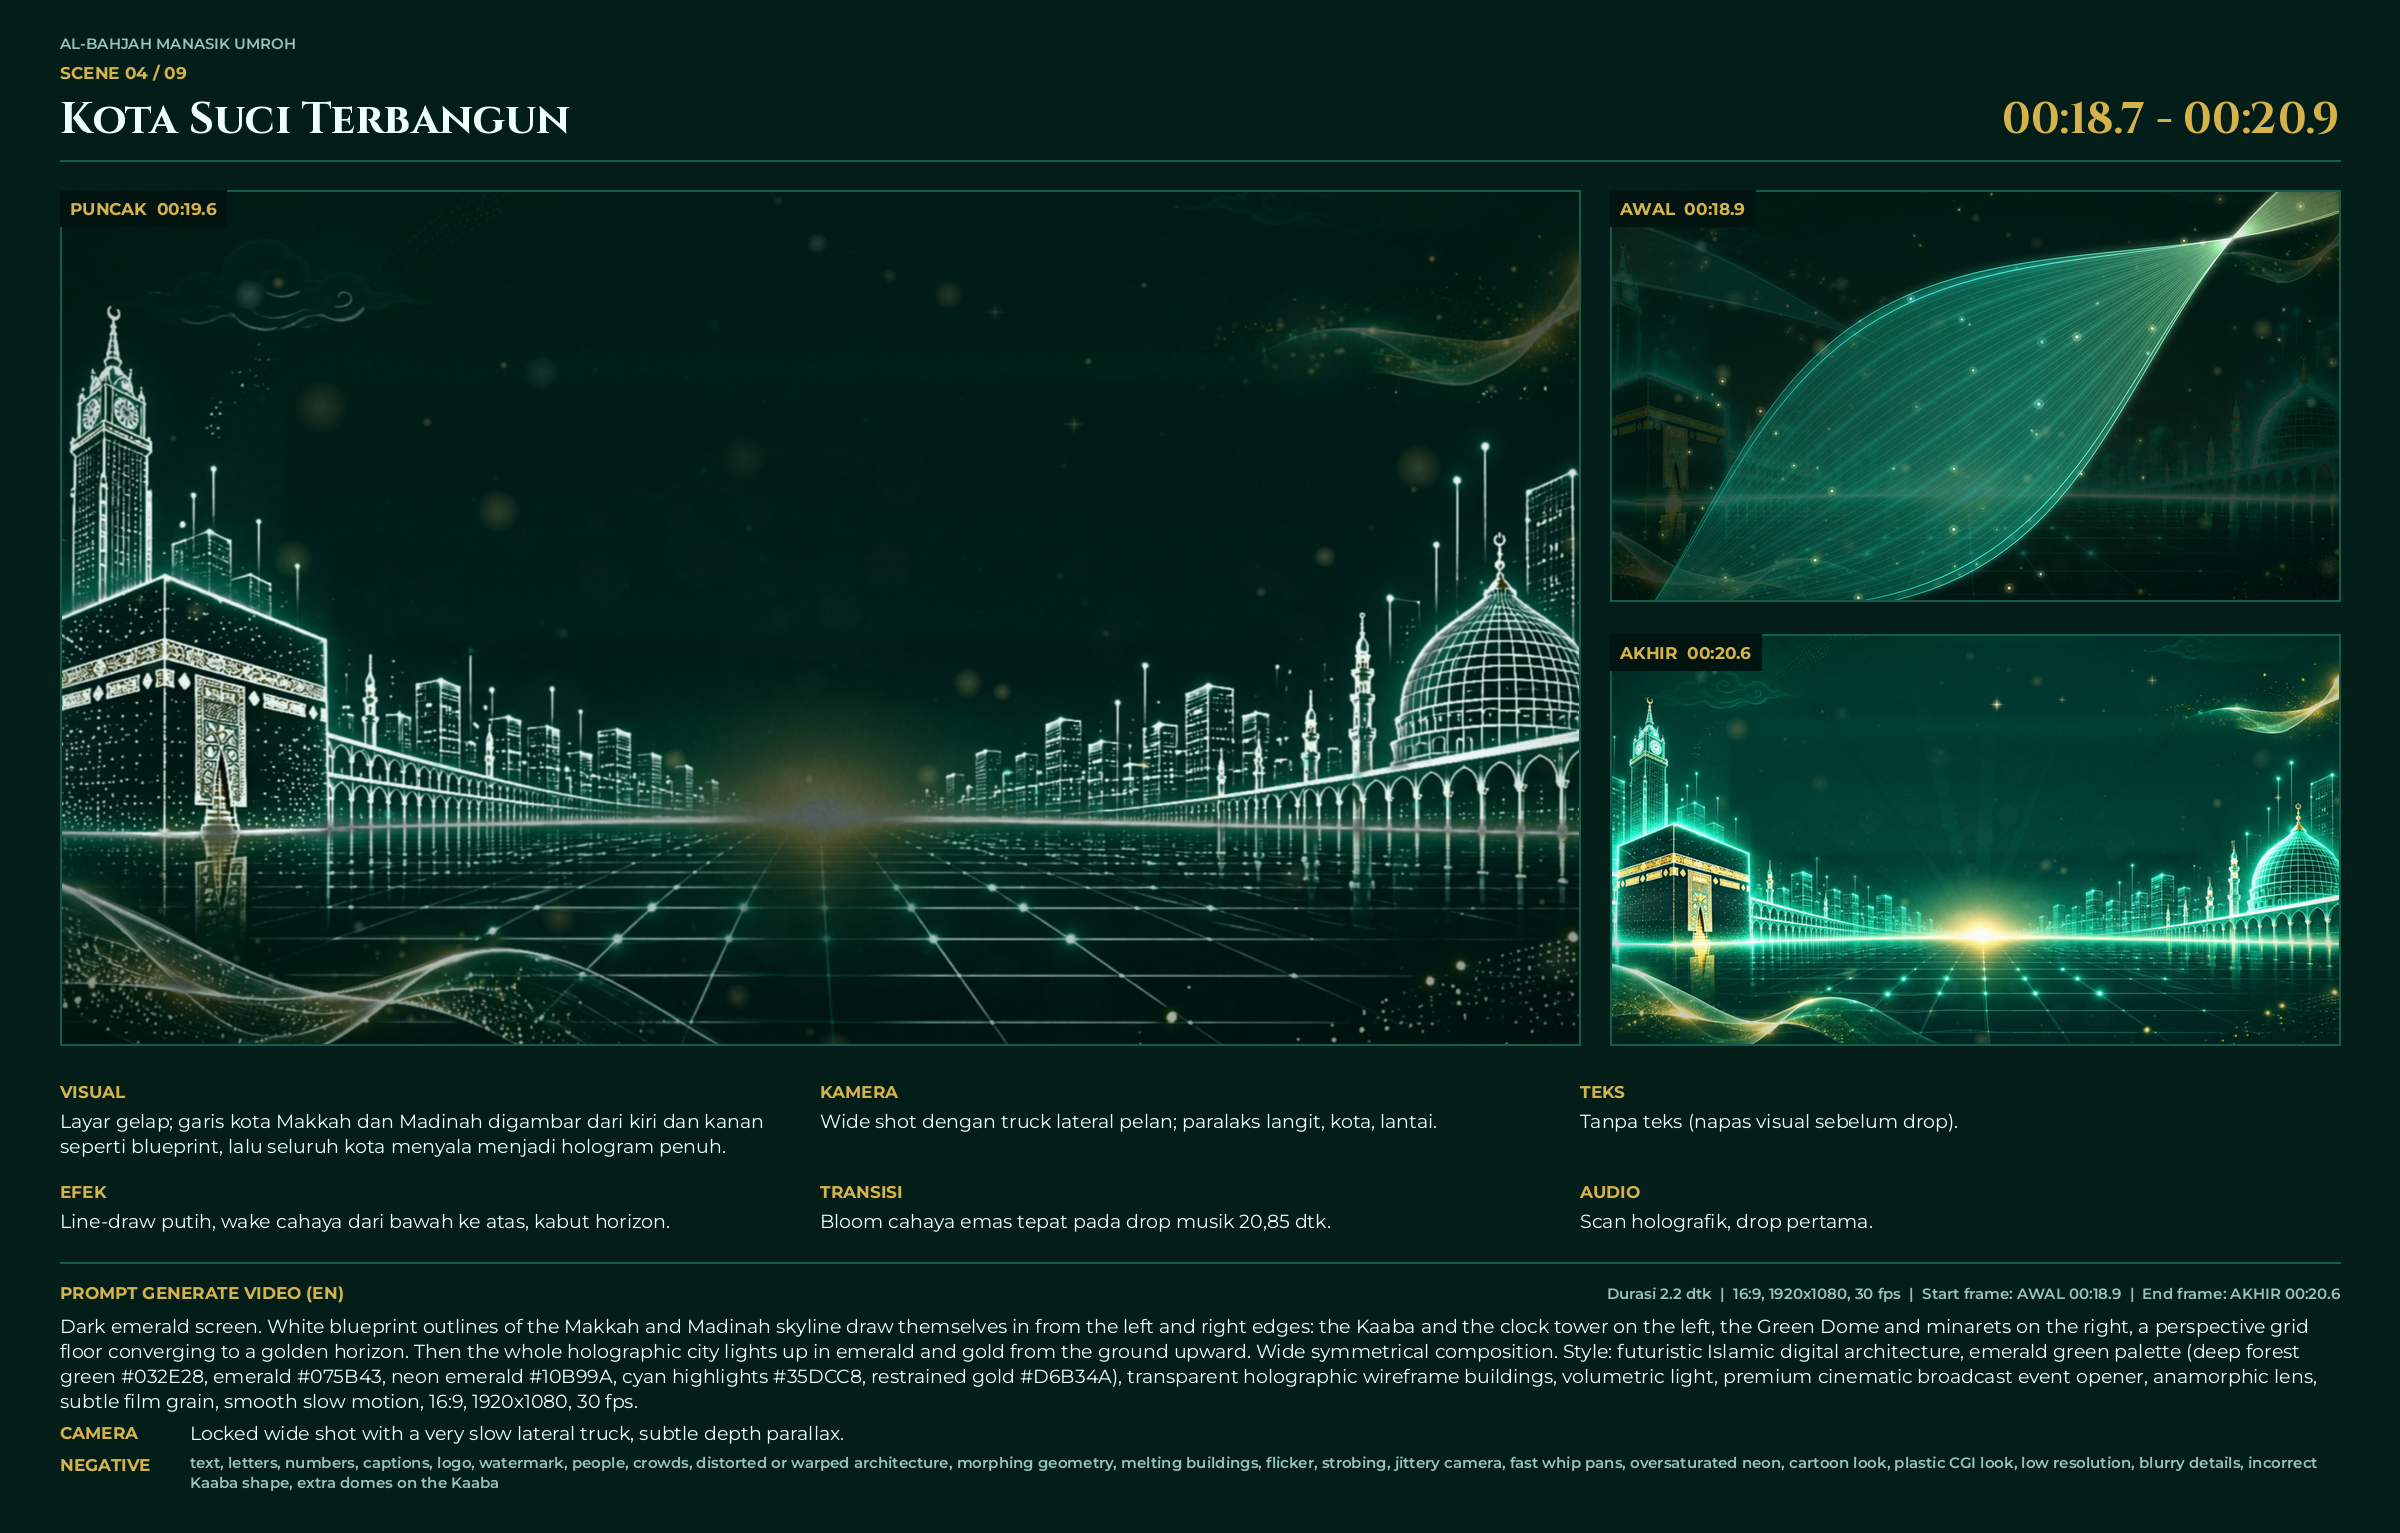 AL-BAHJAH MANASIK UMROH
SCENE 04 / 09
KOTA SUCI TERBANGUN
00:18.7 - 00:20.9
PUNCAK 00:19.6
AWAL 00:18.9
AKHIR 00:20.6
VISUAL
Layar gelap; garis kota Makkah dan Madinah digambar dari kiri dan kanan
seperti blueprint, lalu seluruh kota menyala menjadi hologram penuh.
KAMERA
Wide shot dengan truck lateral pelan; paralaks langit, kota, lantai.
TEKS
Tanpa teks (napas visual sebelum drop).
EFEK
Line-draw putih, wake cahaya dari bawah ke atas, kabut horizon.
TRANSISI
Bloom cahaya emas tepat pada drop musik 20,85 dtk.
AUDIO
Scan holografik, drop pertama.
PROMPT GENERATE VIDEO (EN)
Durasi 2.2 dtk | 16:9, 1920x1080, 30 fps | Start frame: AWAL 00:18.9 | End frame: AKHIR 00:20.6
Dark emerald screen. White blueprint outlines of the Makkah and Madinah skyline draw themselves in from the left and right edges: the Kaaba and the clock tower on the left, the Green Dome and minarets on the right, a perspective grid
floor converging to a golden horizon. Then the whole holographic city lights up in emerald and gold from the ground upward. Wide symmetrical composition. Style: futuristic Islamic digital architecture, emerald green palette (deep forest
green #032E28, emerald #075B43, neon emerald #10B99A, cyan highlights #35DCC8, restrained gold #D6B34A), transparent holographic wireframe buildings, volumetric light, premium cinematic broadcast event opener, anamorphic lens,
subtle film grain, smooth slow motion, 16:9, 1920x1080, 30 fps.
CAMERA Locked wide shot with a very slow lateral truck, subtle depth parallax.
NEGATIVE text, letters, numbers, captions, logo, watermark, people, crowds, distorted or warped architecture, morphing geometry, melting buildings, flicker, strobing, jittery camera, fast whip pans, oversaturated neon, cartoon look, plastic CGI look, low resolution, blurry details, incorrect
Kaaba shape, extra domes on the Kaaba